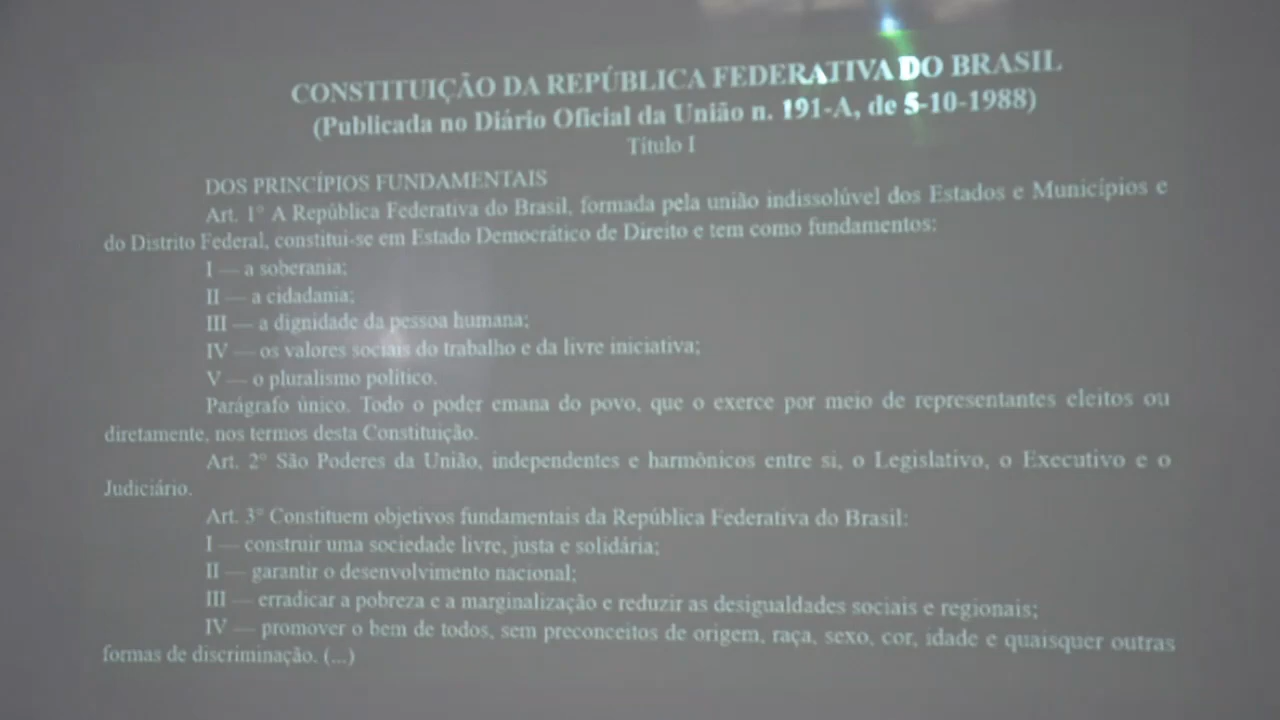 CONSTITUIÇÃO DA REPÚBLICA FEDERATIVA DO BRASIL
(Publicada no Diário Oficial da União n. 191-A, de 5-10-1988)
Título I
DOS PRINCÍPIOS FUNDAMENTAIS
Art. 1° A República Federativa do Brasil, formada pela união indissolúvel dos Estados e Municípios e
do Distrito Federal, constitui-se em Estado Democrático de Direito e tem como fundamentos:
I — a soberania;
II — a cidadania;
III — a dignidade da pessoa humana;
IV — os valores sociais do trabalho e da livre iniciativa;
V — o pluralismo político.
Parágrafo único. Todo o poder emana do povo, que o exerce por meio de representantes eleitos ou
diretamente, nos termos desta Constituição.
Art. 2° São Poderes da União, independentes e harmônicos entre si, o Legislativo, o Executivo e o
Judiciário.
Art. 3° Constituem objetivos fundamentais da República Federativa do Brasil:
I — construir uma sociedade livre, justa e solidária;
II — garantir o desenvolvimento nacional;
III — erradicar a pobreza e a marginalização e reduzir as desigualdades sociais e regionais;
IV — promover o bem de todos, sem preconceitos de origem, raça, sexo, cor, idade e quaisquer outras
formas de discriminação. (...)